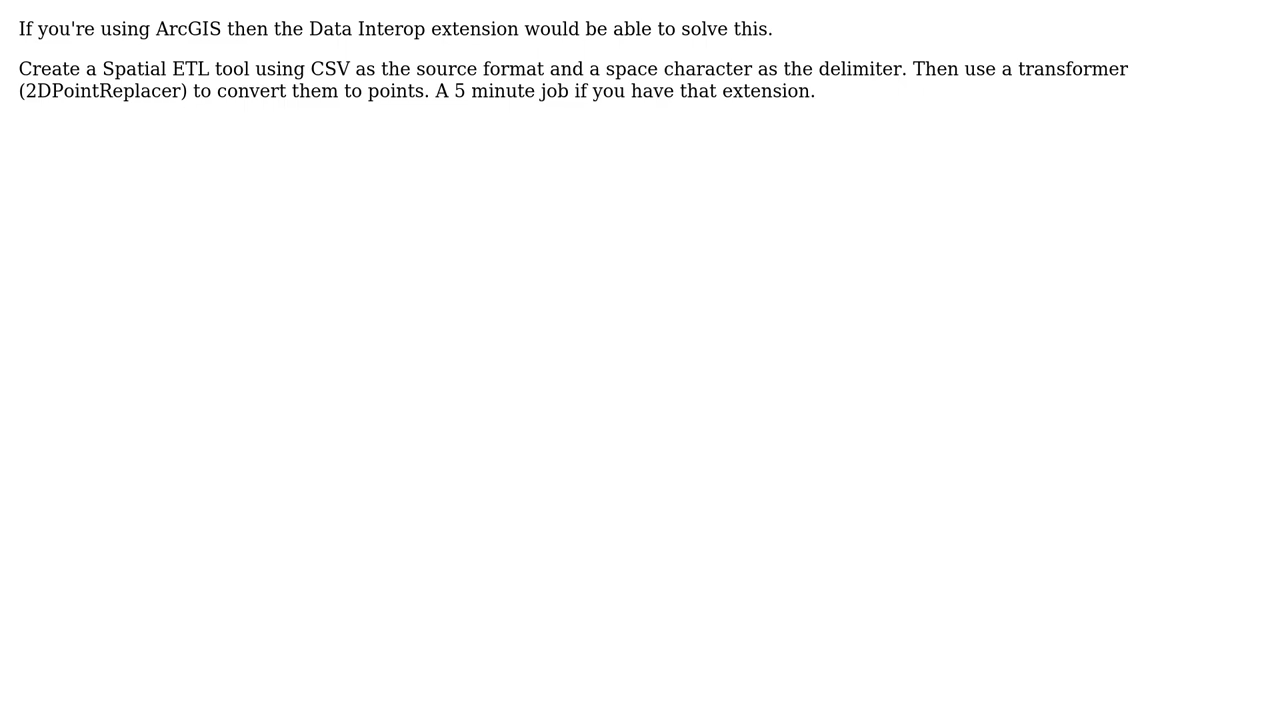 If you're using ArcGIS then the Data Interop extension would be able to solve this.
Create a Spatial ETL tool using CSV as the source format and a space character as the delimiter. Then use a transformer
(2DPointReplacer) to convert them to points. A 5 minute job if you have that extension.